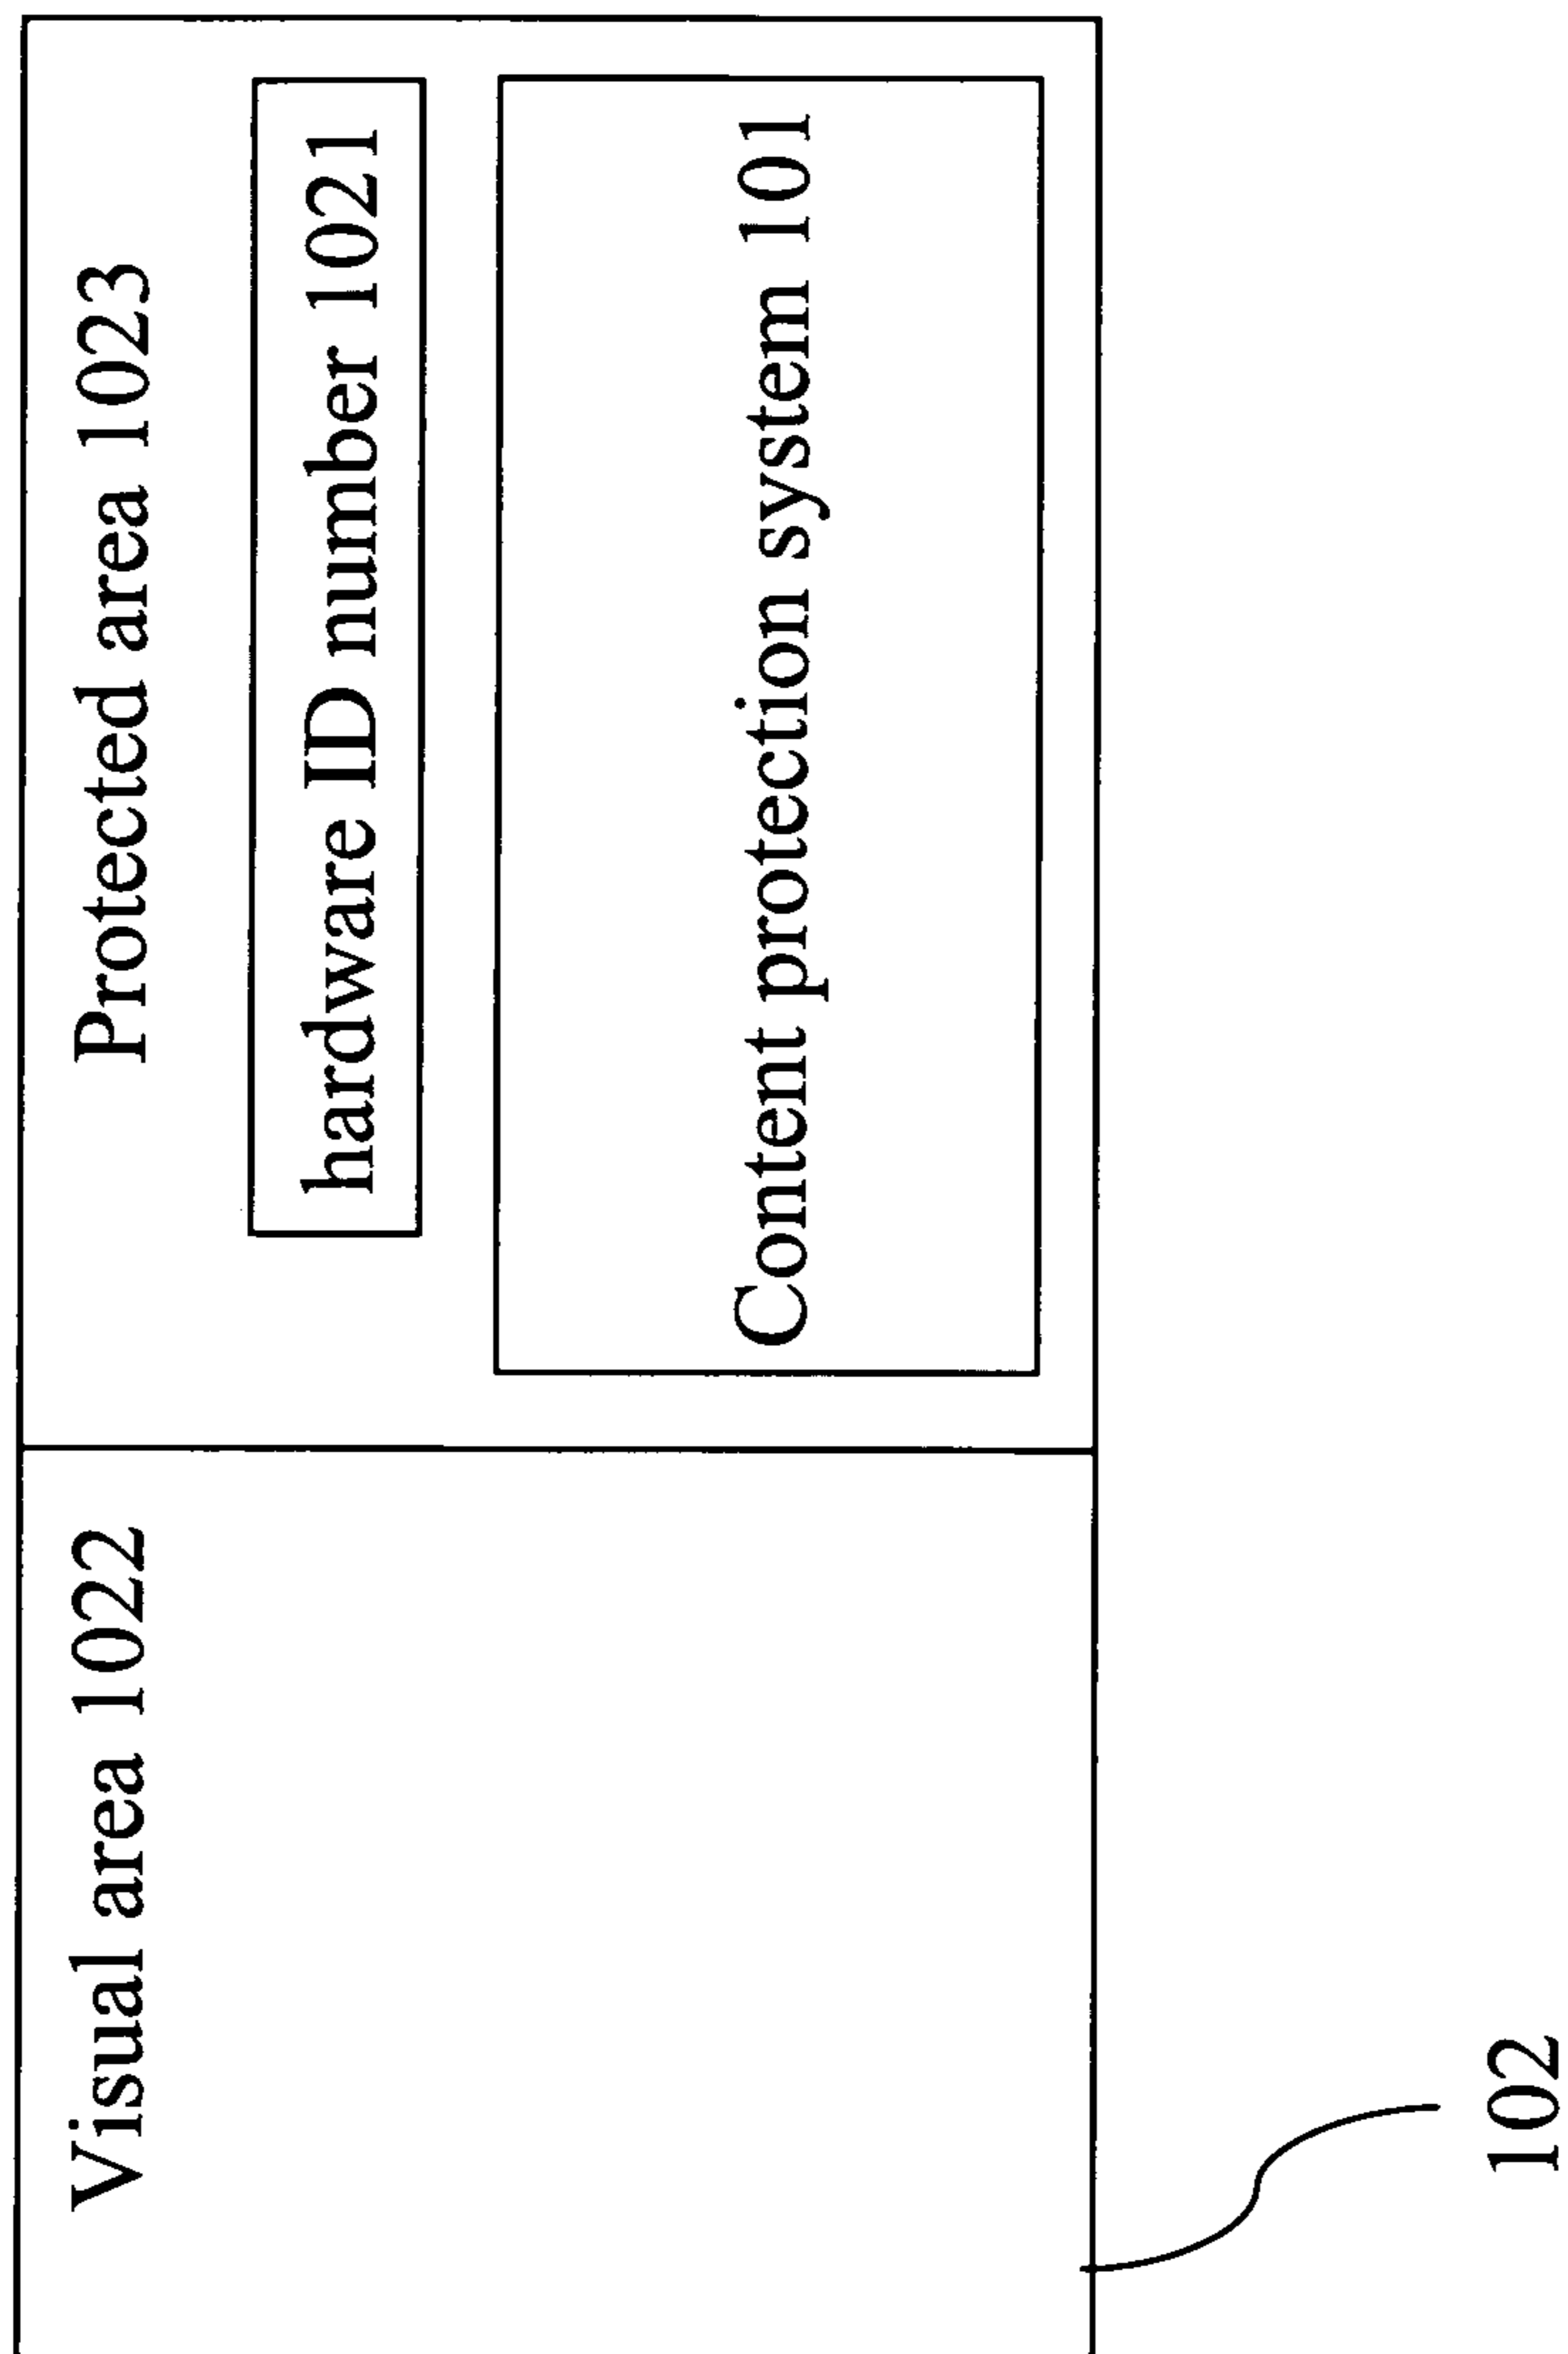 Visual area 1022
Protected area 1023
hardware ID number 1021
Content protection system 101
102